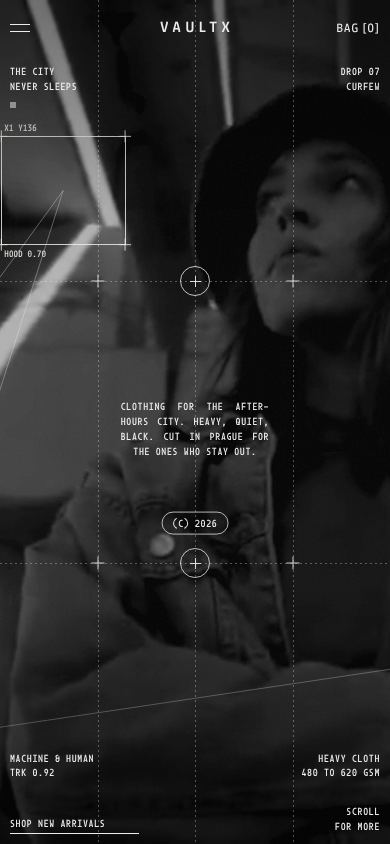 VAULTX
BAG [0]
THE CITY
NEVER SLEEPS
DROP 07
CURFEW
X1 Y136
HOOD 0.70
CLOTHING FOR THE AFTER-
HOURS CITY. HEAVY, QUIET,
BLACK. CUT IN PRAGUE FOR
THE ONES WHO STAY OUT.
(C) 2026
MACHINE & HUMAN
TRK 0.92
HEAVY CLOTH
480 TO 620 GSM
SHOP NEW ARRIVALS
SCROLL
FOR MORE